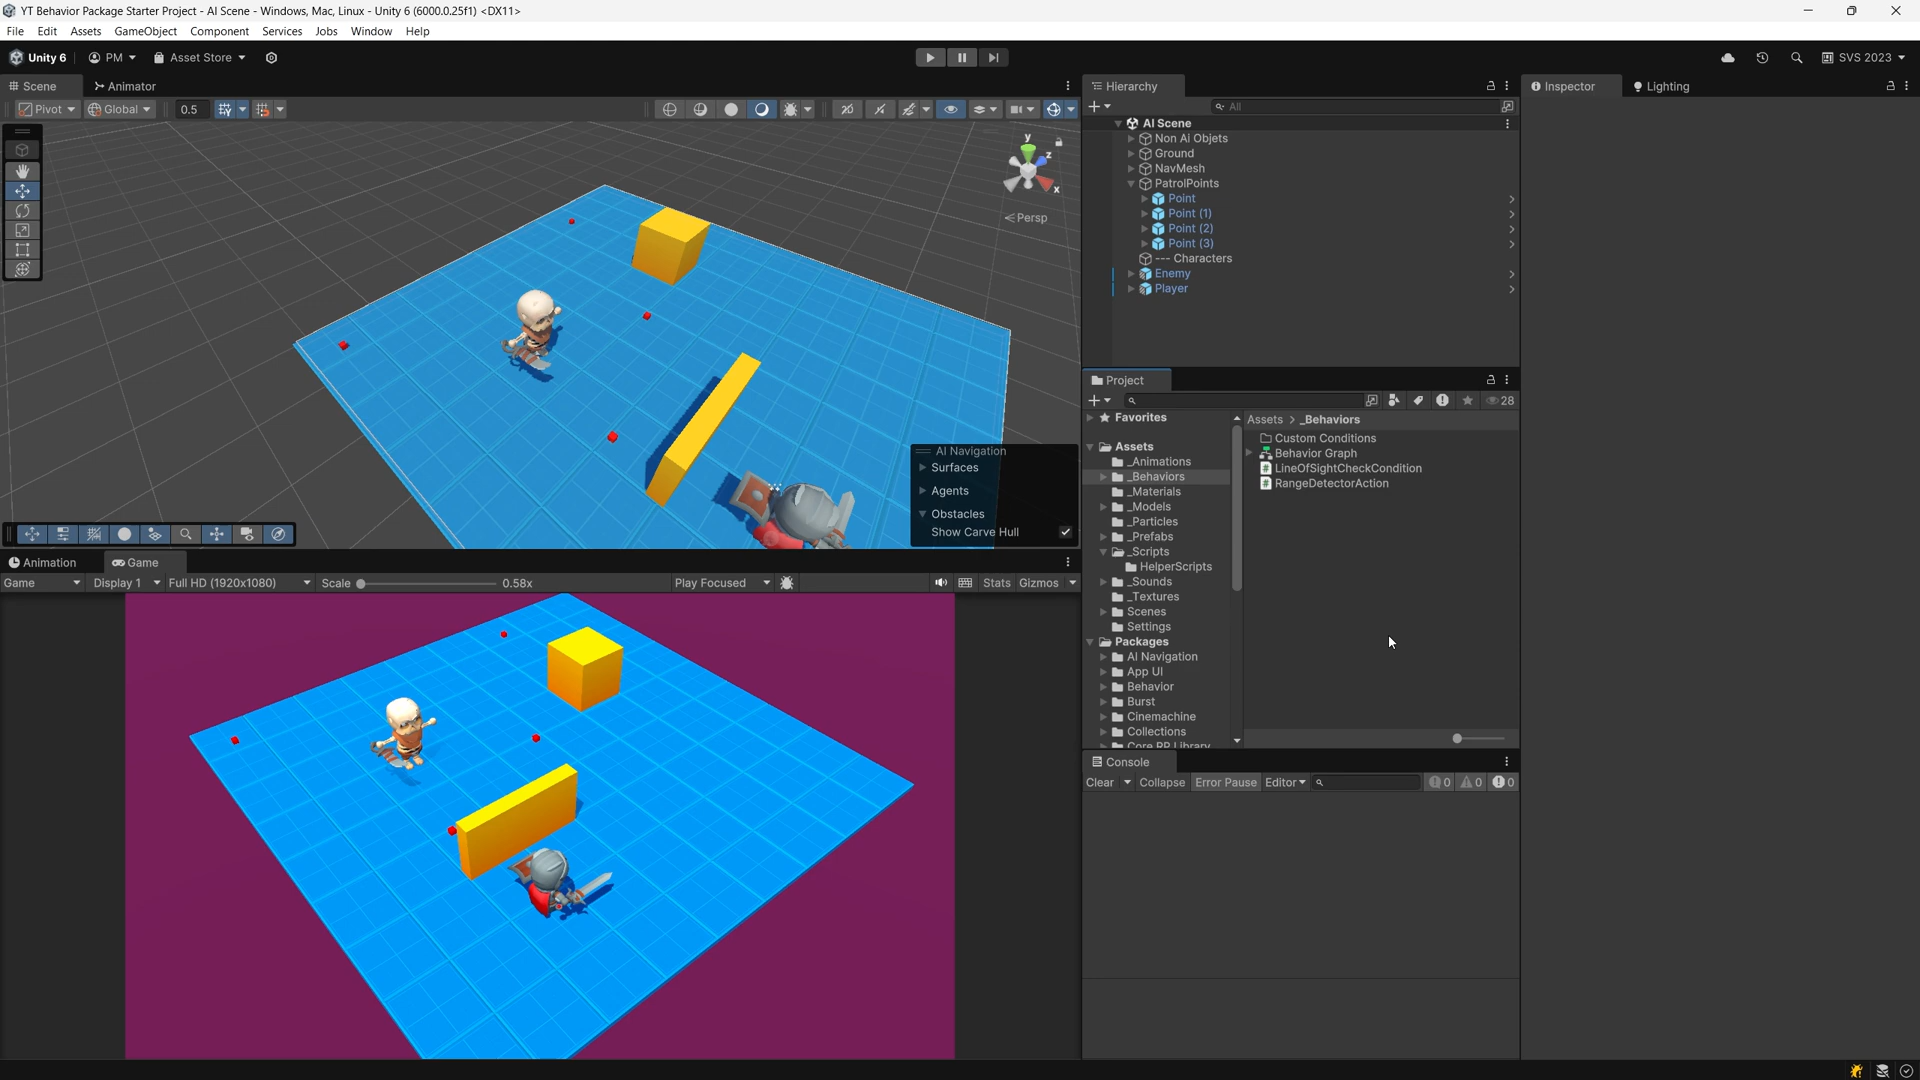 YT Behavior Package Starter Project - AI Scene - Windows, Mac, Linux - Unity 6 (6000.0.25f1) <DX11>
File Edit Assets GameObject Component Services Jobs Window Help
Unity 6 PM Asset Store SVS 2023
Scene Animator
Pivot Global 0.5
y
z
x
Persp
AI Navigation
Surfaces
Agents
Obstacles
Show Carve Hull
Animation Game
Game Display 1 Full HD (1920x1080) Scale 0.58x Play Focused Stats Gizmos
Hierarchy
All
AI Scene
Non Ai Objets
Ground
NavMesh
PatrolPoints
Point
Point (1)
Point (2)
Point (3)
--- Characters
Enemy
Player
Project
28
Favorites
Assets
_Animations
_Behaviors
_Materials
_Models
_Particles
_Prefabs
_Scripts
HelperScripts
_Sounds
_Textures
Scenes
Settings
Packages
AI Navigation
App UI
Behavior
Burst
Cinemachine
Collections
Core RP Library
Assets > _Behaviors
Custom Conditions
Behavior Graph
LineOfSightCheckCondition
RangeDetectorAction
Console
Clear Collapse Error Pause Editor 0 0 0
Inspector Lighting